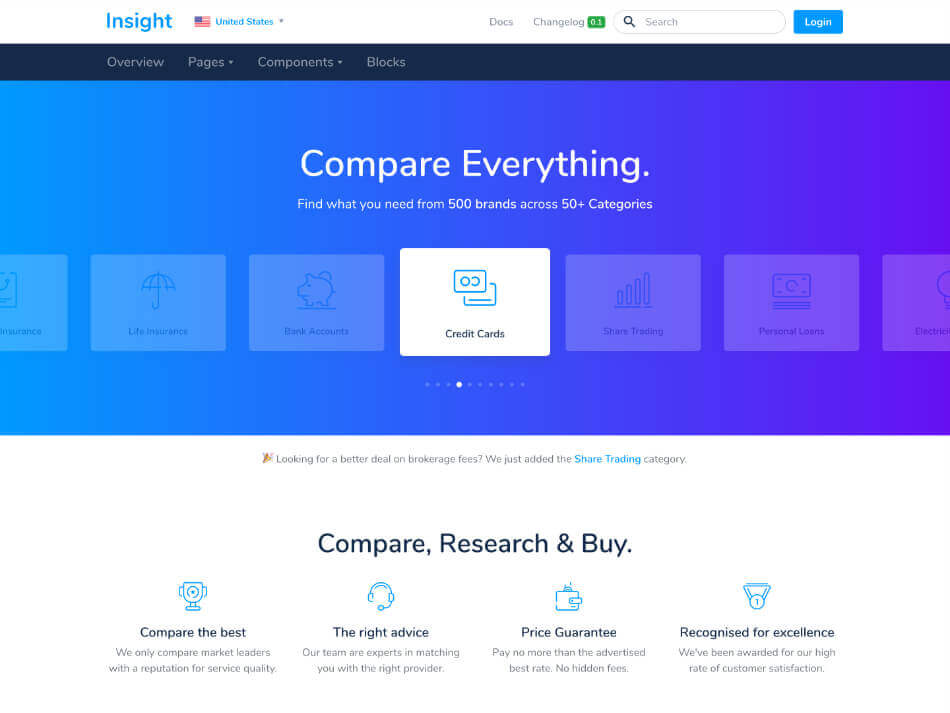 Insight
United States
Docs
Changelog 0.1
Search
Login
Overview
Pages
Components
Blocks
Compare Everything.
Find what you need from 500 brands across 50+ Categories
Insurance
Life Insurance
Bank Accounts
Credit Cards
Share Trading
Personal Loans
Looking for a better deal on brokerage fees? We just added the Share Trading category.
Compare, Research & Buy.
1
Compare the best
We only compare market leaders
with a reputation for service quality.
The right advice
Our team are experts in matching
you with the right provider.
Price Guarantee
Pay no more than the advertised
best rate. No hidden fees.
Recognised for excellence
We've been awarded for our high
rate of customer satisfaction.